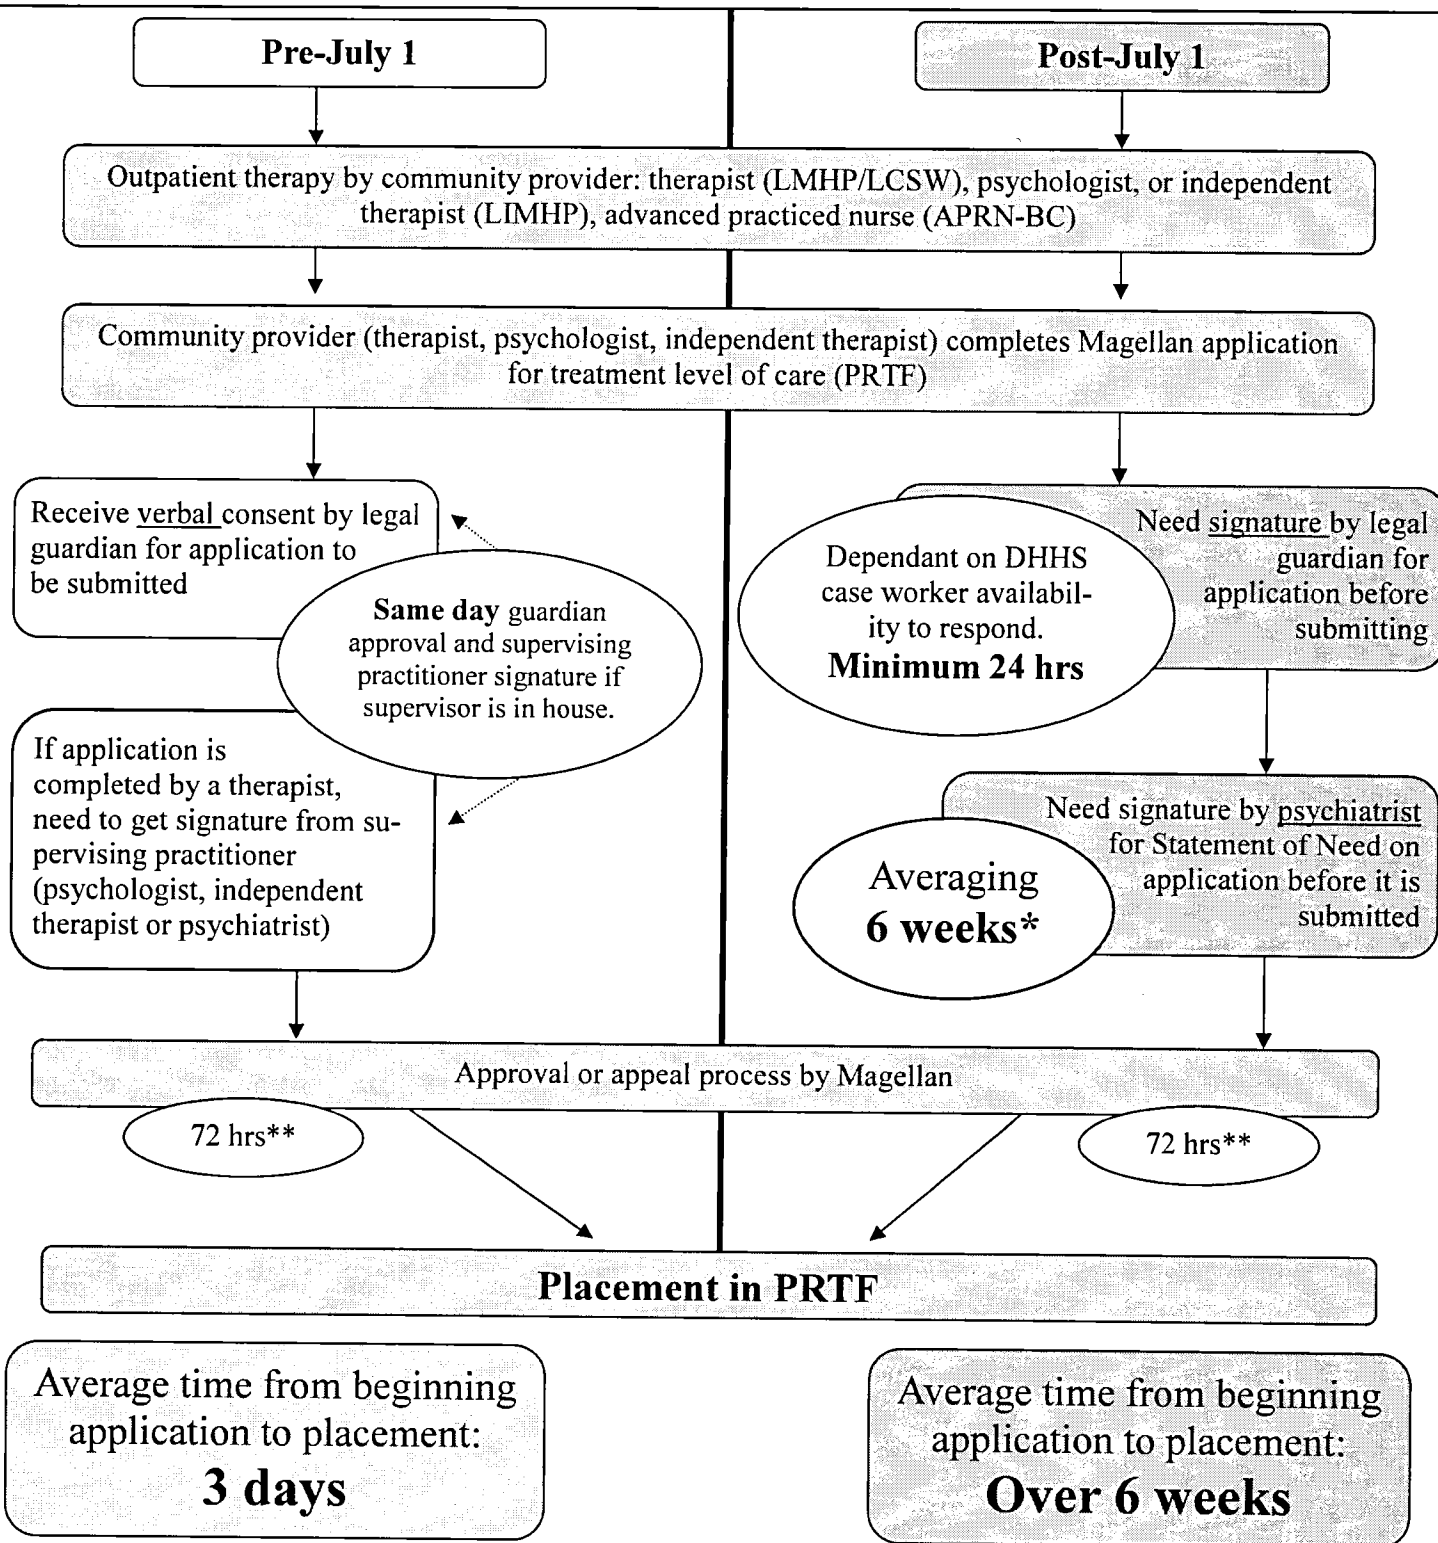 Pre-July 1
Post-July 1
Outpatient therapy by community provider: therapist (LMHP/LCSW), psychologist, or independent
therapist (LIMHP), advanced practiced nurse (APRN-BC)
Community provider (therapist, psychologist, independent therapist) completes Magellan application
for treatment level of care (PRTF)
Receive verbal consent by legal
guardian for application to
be submitted
Same day guardian
approval and supervising
practitioner signature if
supervisor is in house.
If application is
completed by a therapist,
need to get signature from su-
pervising practitioner
(psychologist, independent
therapist or psychiatrist)
Dependant on DHHS
case worker availabil-
ity to respond.
Minimum 24 hrs
Need signature by legal
guardian for
application before
submitting
Averaging
6 weeks*
Need signature by psychiatrist
for Statement of Need on
application before it is
submitted
Approval or appeal process by Magellan
72 hrs**
72 hrs**
Placement in PRTF
Average time from beginning
application to placement:
3 days
Average time from beginning
application to placement:
Over 6 weeks